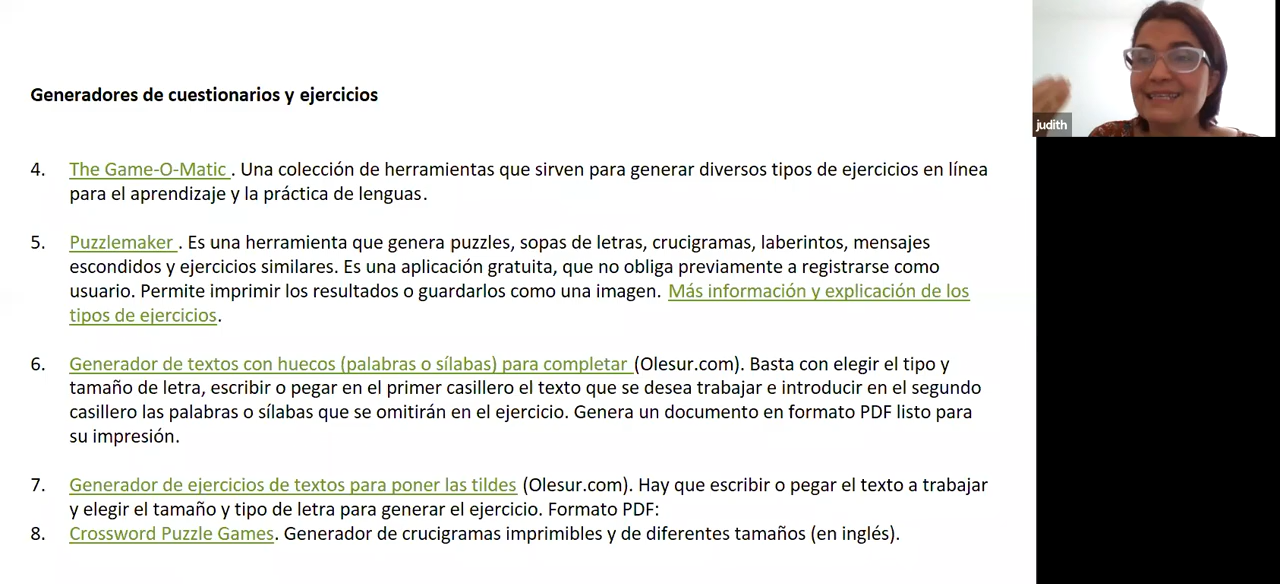 Generadores de cuestionarios y ejercicios
4. The Game-O-Matic . Una colección de herramientas que sirven para generar diversos tipos de ejercicios en línea
para el aprendizaje y la práctica de lenguas.
5. Puzzlemaker . Es una herramienta que genera puzzles, sopas de letras, crucigramas, laberintos, mensajes
escondidos y ejercicios similares. Es una aplicación gratuita, que no obliga previamente a registrarse como
usuario. Permite imprimir los resultados o guardarlos como una imagen. Más información y explicación de los
tipos de ejercicios.
6. Generador de textos con huecos (palabras o sílabas) para completar (Olesur.com). Basta con elegir el tipo y
tamaño de letra, escribir o pegar en el primer casillero el texto que se desea trabajar e introducir en el segundo
casillero las palabras o sílabas que se omitirán en el ejercicio. Genera un documento en formato PDF listo para
su impresión.
7. Generador de ejercicios de textos para poner las tildes (Olesur.com). Hay que escribir o pegar el texto a trabajar
y elegir el tamaño y tipo de letra para generar el ejercicio. Formato PDF:
8. Crossword Puzzle Games. Generador de crucigramas imprimibles y de diferentes tamaños (en inglés).
judith